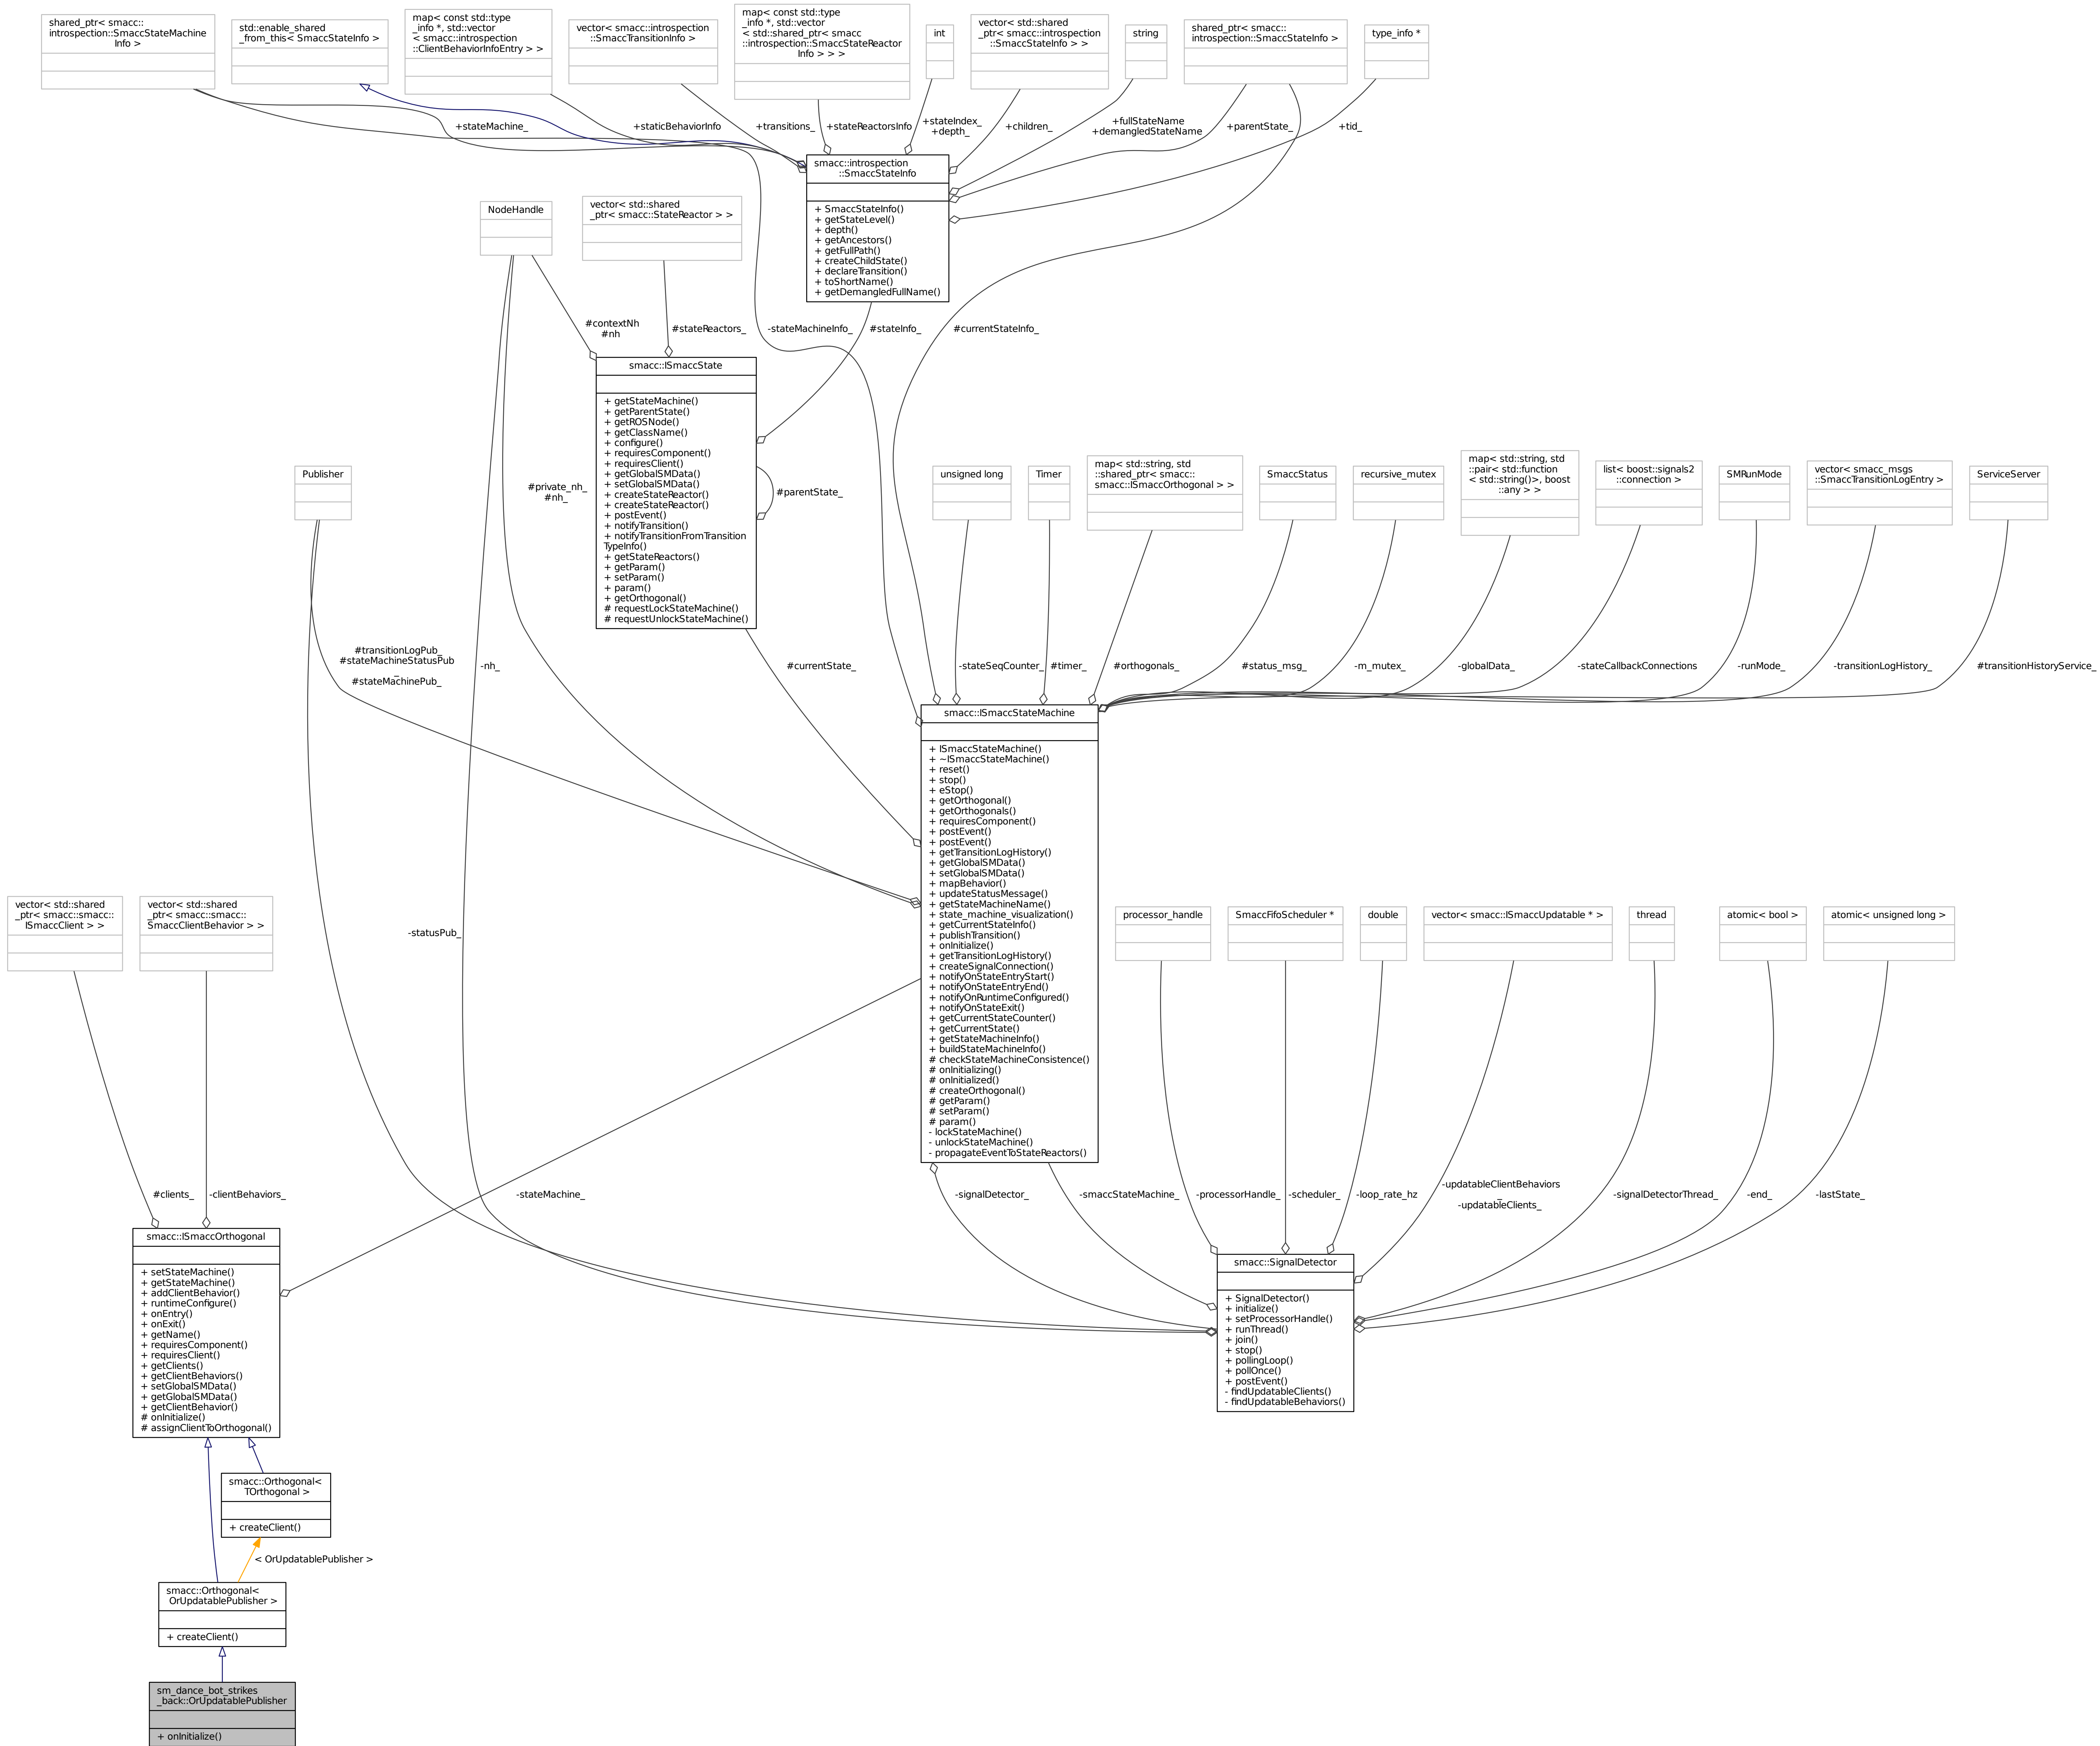 shared_ptr< smacc::
introspection::SmaccStateMachine
Info >
std::enable_shared
_from_this< SmaccStateInfo >
map< const std::type
_info *, std::vector
< smacc::introspection
::ClientBehaviorInfoEntry > >
vector< smacc::introspection
::SmaccTransitionInfo >
map< const std::type
_info *, std::vector
< std::shared_ptr< smacc
::introspection::SmaccStateReactor
Info > > >
int
vector< std::shared
_ptr< smacc::introspection
::SmaccStateInfo > >
string
shared_ptr< smacc::
introspection::SmaccStateInfo >
type_info *
+stateMachine_
+staticBehaviorInfo
+transitions_
+stateReactorsInfo
+stateIndex_
+depth_
+children_
+fullStateName
+demangledStateName
+parentState_
+tid_
smacc::introspection
::SmaccStateInfo
+ SmaccStateInfo()
+ getStateLevel()
+ depth()
+ getAncestors()
+ getFullPath()
+ createChildState()
+ declareTransition()
+ toShortName()
+ getDemangledFullName()
NodeHandle
vector< std::shared
_ptr< smacc::StateReactor > >
#contextNh
#nh
#stateReactors_
-stateMachineInfo_
#stateInfo_
#currentStateInfo_
smacc::ISmaccState
+ getStateMachine()
+ getParentState()
+ getROSNode()
+ getClassName()
+ configure()
+ requiresComponent()
+ requiresClient()
+ getGlobalSMData()
+ setGlobalSMData()
+ createStateReactor()
+ createStateReactor()
+ postEvent()
+ notifyTransition()
+ notifyTransitionFromTransition
TypeInfo()
+ getStateReactors()
+ getParam()
+ setParam()
+ param()
+ getOrthogonal()
# requestLockStateMachine()
# requestUnlockStateMachine()
#parentState_
Publisher
#private_nh_
#nh_
unsigned long
Timer
map< std::string, std
::shared_ptr< smacc::
smacc::ISmaccOrthogonal > >
SmaccStatus
recursive_mutex
map< std::string, std
::pair< std::function
< std::string()>, boost
::any > >
list< boost::signals2
::connection >
SMRunMode
vector< smacc_msgs
::SmaccTransitionLogEntry >
ServiceServer
#transitionLogPub_
#stateMachineStatusPub
_
#stateMachinePub_
-nh_
#currentState_
-stateSeqCounter_
#timer_
#orthogonals_
#status_msg_
-m_mutex_
-globalData_
-stateCallbackConnections
-runMode_
-transitionLogHistory_
#transitionHistoryService_
smacc::ISmaccStateMachine
+ ISmaccStateMachine()
+ ~ISmaccStateMachine()
+ reset()
+ stop()
+ eStop()
+ getOrthogonal()
+ getOrthogonals()
+ requiresComponent()
+ postEvent()
+ postEvent()
+ getTransitionLogHistory()
+ getGlobalSMData()
+ setGlobalSMData()
+ mapBehavior()
+ updateStatusMessage()
+ getStateMachineName()
+ state_machine_visualization()
+ getCurrentStateInfo()
+ publishTransition()
+ onInitialize()
+ getTransitionLogHistory()
+ createSignalConnection()
+ notifyOnStateEntryStart()
+ notifyOnStateEntryEnd()
+ notifyOnRuntimeConfigured()
+ notifyOnStateExit()
+ getCurrentStateCounter()
+ getCurrentState()
+ getStateMachineInfo()
+ buildStateMachineInfo()
# checkStateMachineConsistence()
# onInitializing()
# onInitialized()
# createOrthogonal()
# getParam()
# setParam()
# param()
- lockStateMachine()
- unlockStateMachine()
- propagateEventToStateReactors()
vector< std::shared
_ptr< smacc::smacc::
ISmaccClient > >
vector< std::shared
_ptr< smacc::smacc::
SmaccClientBehavior > >
-statusPub_
processor_handle
SmaccFifoScheduler *
double
vector< smacc::ISmaccUpdatable * >
thread
atomic< bool >
atomic< unsigned long >
#clients_
-clientBehaviors_
-stateMachine_
-signalDetector_
-smaccStateMachine_
-processorHandle_
-scheduler_
-loop_rate_hz
-updatableClientBehaviors
_
-updatableClients_
-signalDetectorThread_
-end_
-lastState_
smacc::ISmaccOrthogonal
+ setStateMachine()
+ getStateMachine()
+ addClientBehavior()
+ runtimeConfigure()
+ onEntry()
+ onExit()
+ getName()
+ requiresComponent()
+ requiresClient()
+ getClients()
+ getClientBehaviors()
+ setGlobalSMData()
+ getGlobalSMData()
+ getClientBehavior()
# onInitialize()
# assignClientToOrthogonal()
smacc::SignalDetector
+ SignalDetector()
+ initialize()
+ setProcessorHandle()
+ runThread()
+ join()
+ stop()
+ pollingLoop()
+ pollOnce()
+ postEvent()
- findUpdatableClients()
- findUpdatableBehaviors()
smacc::Orthogonal<
TOrthogonal >
+ createClient()
< OrUpdatablePublisher >
smacc::Orthogonal<
OrUpdatablePublisher >
+ createClient()
sm_dance_bot_strikes
_back::OrUpdatablePublisher
+ onInitialize()